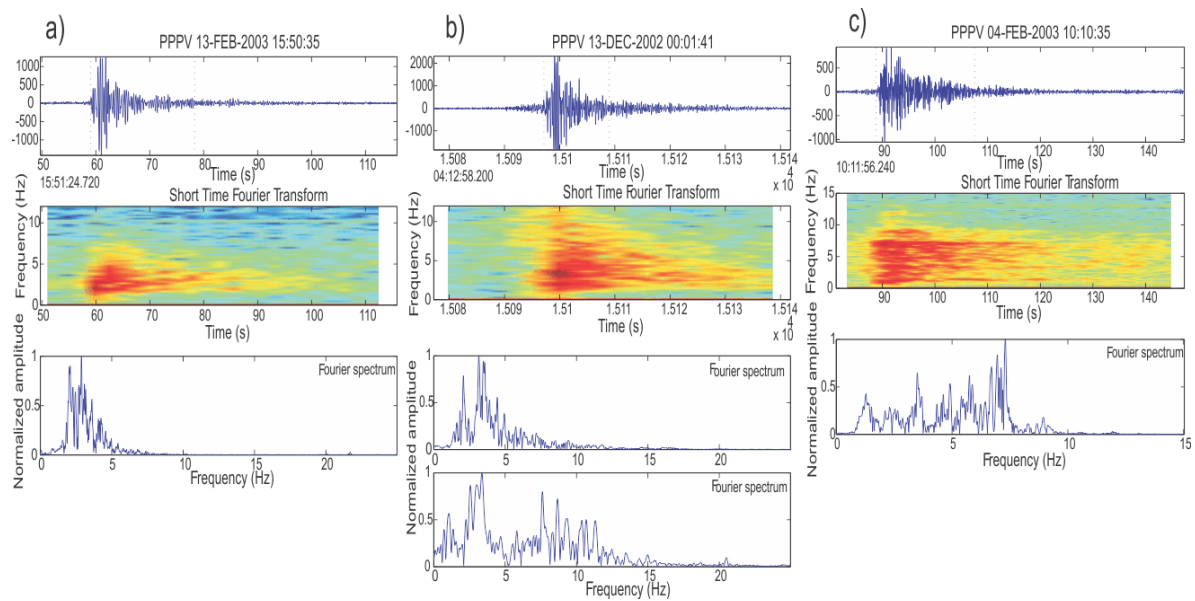 a)
PPPV 13-FEB-2003 15:50:35
1000
500
0
-500
-1000
50 60 70 80 90 100 110
Time (s)
15:51:24.720
Short Time Fourier Transform
Frequency (Hz)
10
5
0
50 60 70 80 90 100 110
Time (s)
Normalized amplitude
1
0.5
0
Fourier spectrum
0 5 10 15 20
Frequency (Hz)
b)
PPPV 13-DEC-2002 00:01:41
2000
1000
0
-1000
1.508 1.509 1.51 1.511 1.512 1.513 1.514
Time (s)
x 10 4
04:12:58.200
Short Time Fourier Transform
Frequency (Hz)
10
5
0
1.508 1.509 1.51 1.511 1.512 1.513 1.514
Time (s)
x 10 4
Normalized amplitude
1
0.5
0
Fourier spectrum
0 5 10 15 20
1
0.5
0
Fourier spectrum
0 5 10 15 20
Frequency (Hz)
c)
PPPV 04-FEB-2003 10:10:35
500
0
-500
-1000
90 100 110 120 130 140
Time (s)
10:11:56.240
Short Time Fourier Transform
Frequency (Hz)
15
10
5
0
90 100 110 120 130 140
Time (s)
Normalized amplitude
1
0.5
0
Fourier spectrum
0 5 10 15
Frequency (Hz)